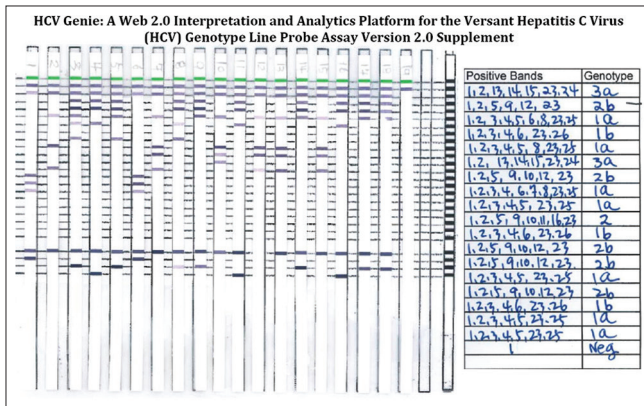 HCV Genie: A Web 2.0 Interpretation and Analytics Platform for the Versant Hepatitis C Virus
(HCV) Genotype Line Probe Assay Version 2.0 Supplement
Positive Bands Genotype
1,2,13,14,15,23,24 3a
1,2,5,9,12,23 2b
1,2,3,4,5,6,8,23,25 1a
1,2,3,4,6,23,26 1b
1,2,3,4,5,8,23,25 1a
1,2,13,14,15,23,24 3a
1,2,5,9,10,12,23 2b
1,2,3,4,6,7,8,23,25 1a
1,2,3,4,5,23,25 1a
1,2,5,9,10,11,16,23 2
1,2,3,4,6,23,26 1b
1,2,5,9,10,12,23 2b
1,2,5,9,10,12,23 2b
1,2,3,4,5,23,25 1a
1,2,5,9,10,12,23 2b
1,2,3,4,6,23,26 1b
1,2,3,4,5,23,25 1a
1,2,3,4,5,23,25 1a
1 Neg